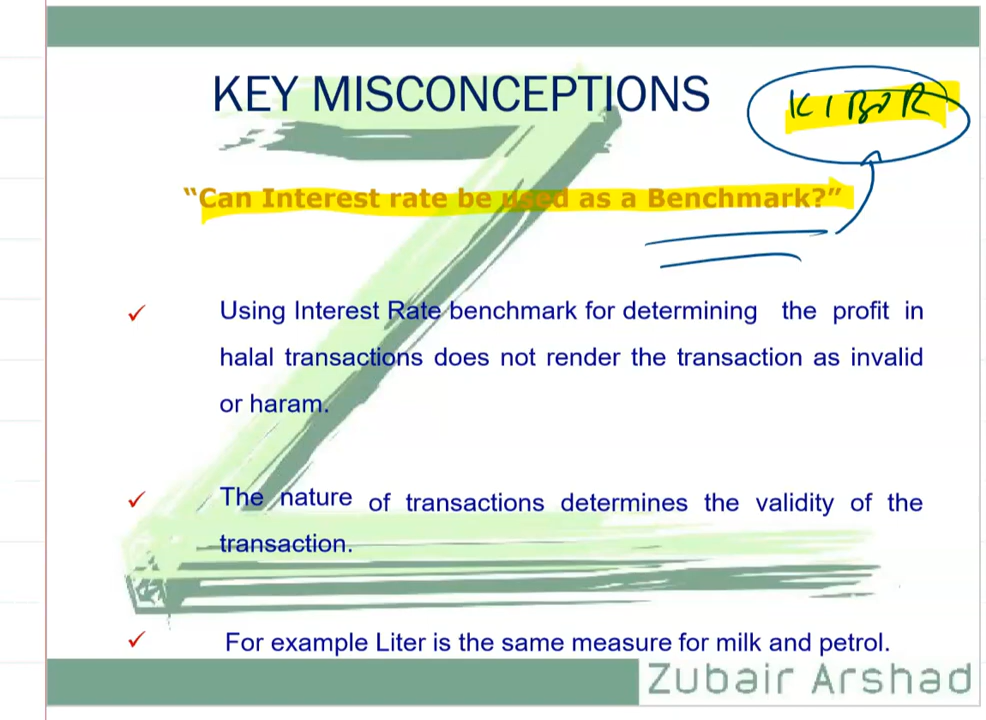 KEY MISCONCEPTIONS
KIBOR
“Can Interest rate be used as a Benchmark?”
✓ Using Interest Rate benchmark for determining the profit in
halal transactions does not render the transaction as invalid
or haram.
✓ The nature of transactions determines the validity of the
transaction.
✓ For example Liter is the same measure for milk and petrol.
Zubair Arshad